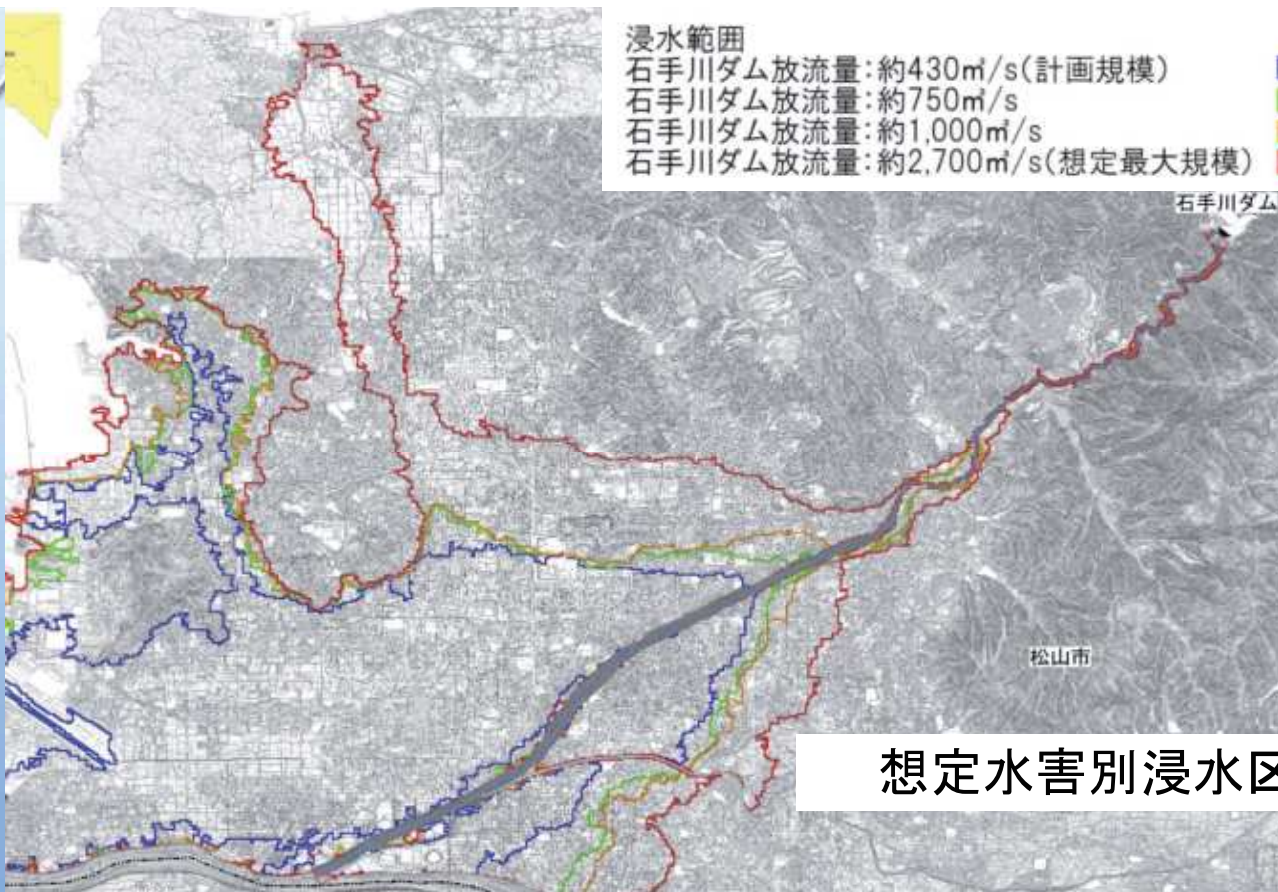 浸水範囲
石手川ダム放流量:約430㎥/s(計画規模)
石手川ダム放流量:約750㎥/s
石手川ダム放流量:約1,000㎥/s
石手川ダム放流量:約2,700㎥/s(想定最大規模)
石手川ダム
松山市
想定水害別浸水区